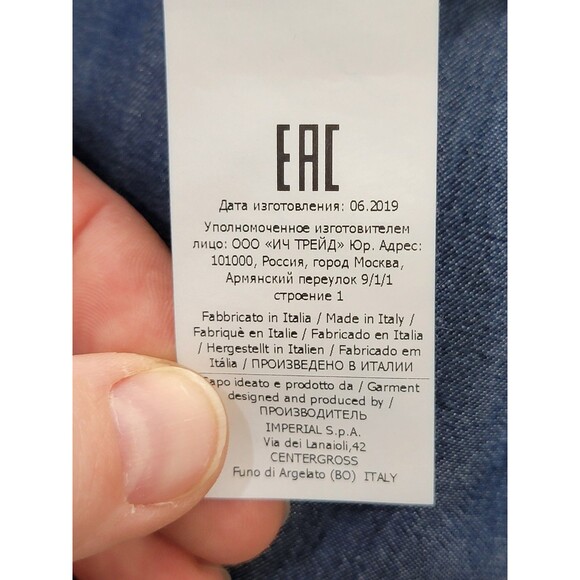 EAC
Дата изготовления: 06.2019
Уполномоченное изготовителем
лицо: ООО «ИЧ ТРЕЙД» Юр. Адрес:
101000, Россия, город Москва,
Армянский переулок 9/1/1
строение 1
Fabbricato in Italia / Made in Italy /
Fabriquè en Italie / Fabricado en Italia
/ Hergestellt in Italien / Fabricado em
Itália / ПРОИЗВЕДЕНО В ИТАЛИИ
Capo ideato e prodotto da / Garment
designed and produced by /
ПРОИЗВОДИТЕЛЬ
IMPERIAL S.p.A.
Via dei Lanaioli,42
CENTERGROSS
Funo di Argelato (BO) ITALY